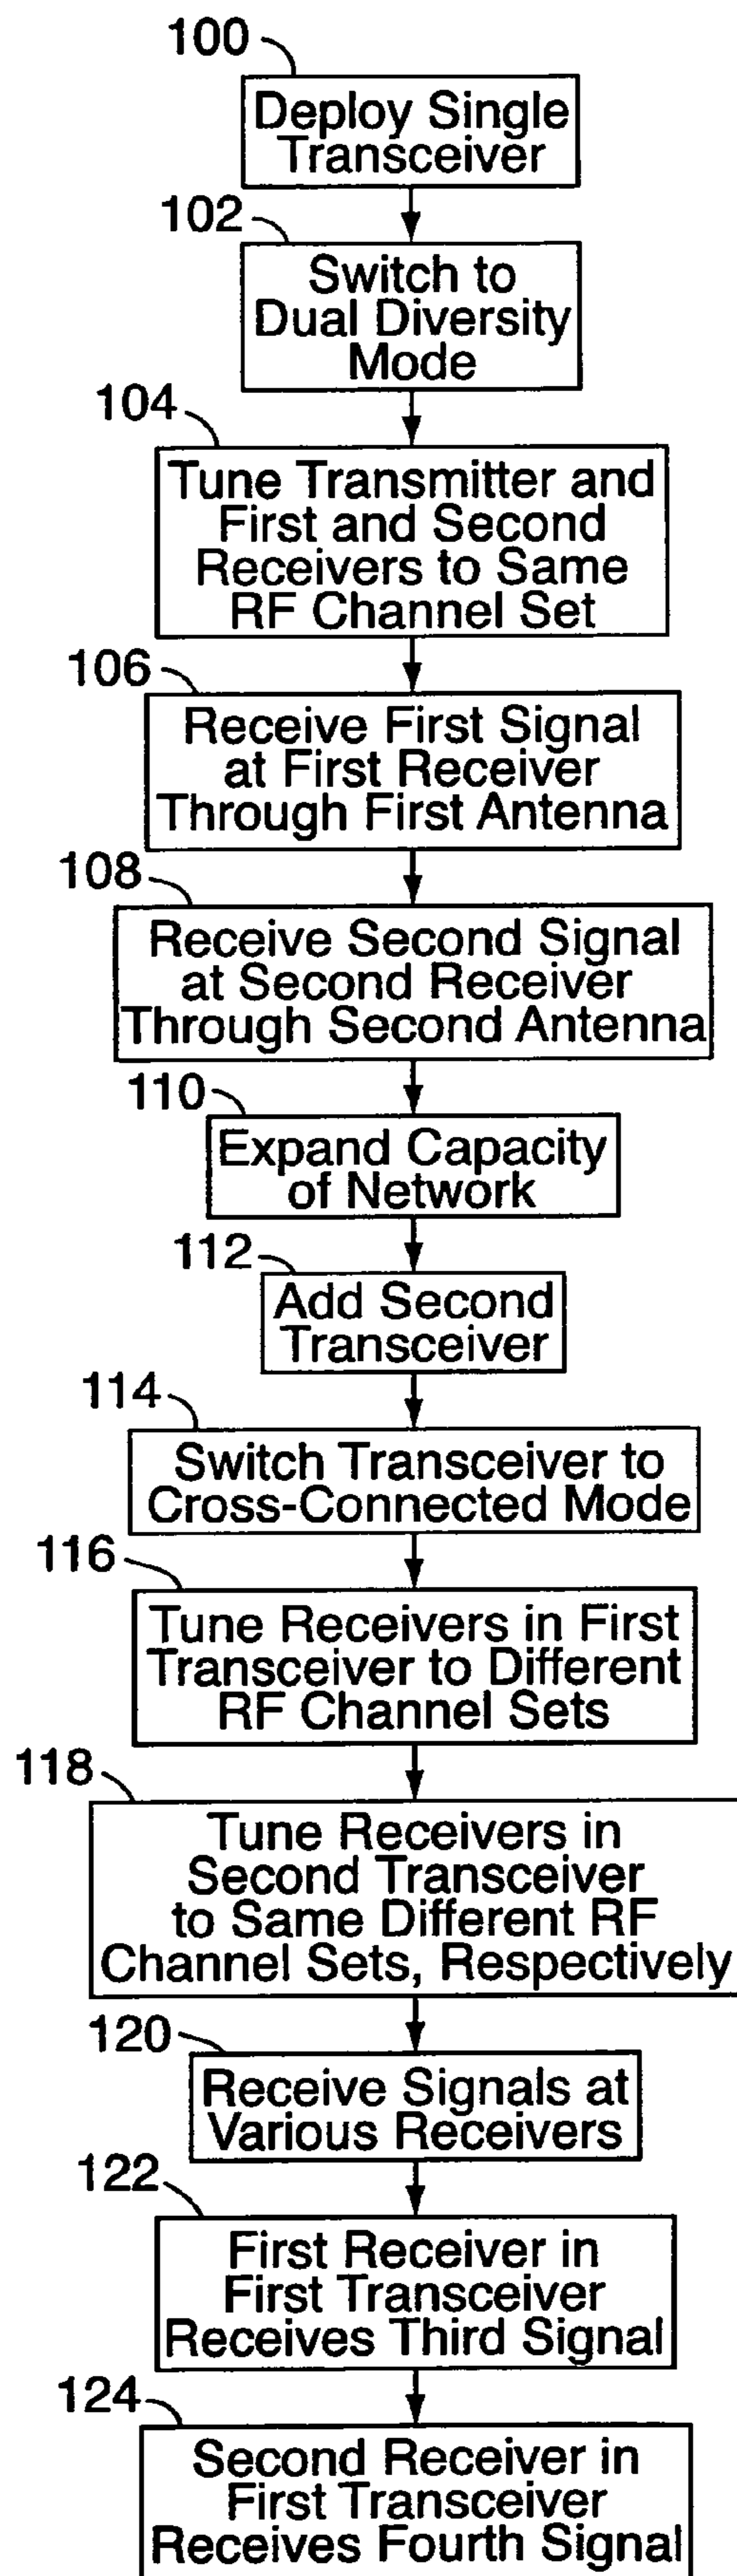 100
Deploy Single
Transceiver
102
Switch to
Dual Diversity
Mode
104
Tune Transmitter and
First and Second
Receivers to Same
RF Channel Set
106
Receive First Signal
at First Receiver
Through First Antenna
108
Receive Second Signal
at Second Receiver
Through Second Antenna
110
Expand Capacity
of Network
112
Add Second
Transceiver
114
Switch Transceiver to
Cross-Connected Mode
116
Tune Receivers in First
Transceiver to Different
RF Channel Sets
118
Tune Receivers in
Second Transceiver
to Same Different RF
Channel Sets, Respectively
120
Receive Signals at
Various Receivers
122
First Receiver in
First Transceiver
Receives Third Signal
124
Second Receiver in
First Transceiver
Receives Fourth Signal